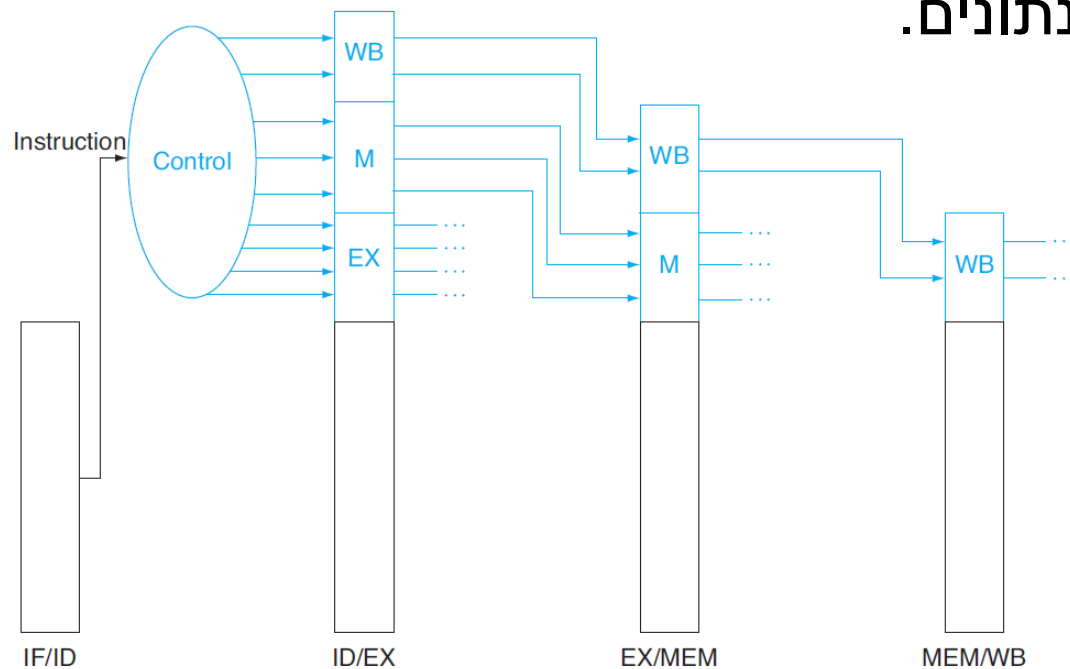 נתונים.
WB
Instruction
Control
M
EX
...
...
...
...
WB
M
...
...
...
WB
..
..
IF/ID
ID/EX
EX/MEM
MEM/WB